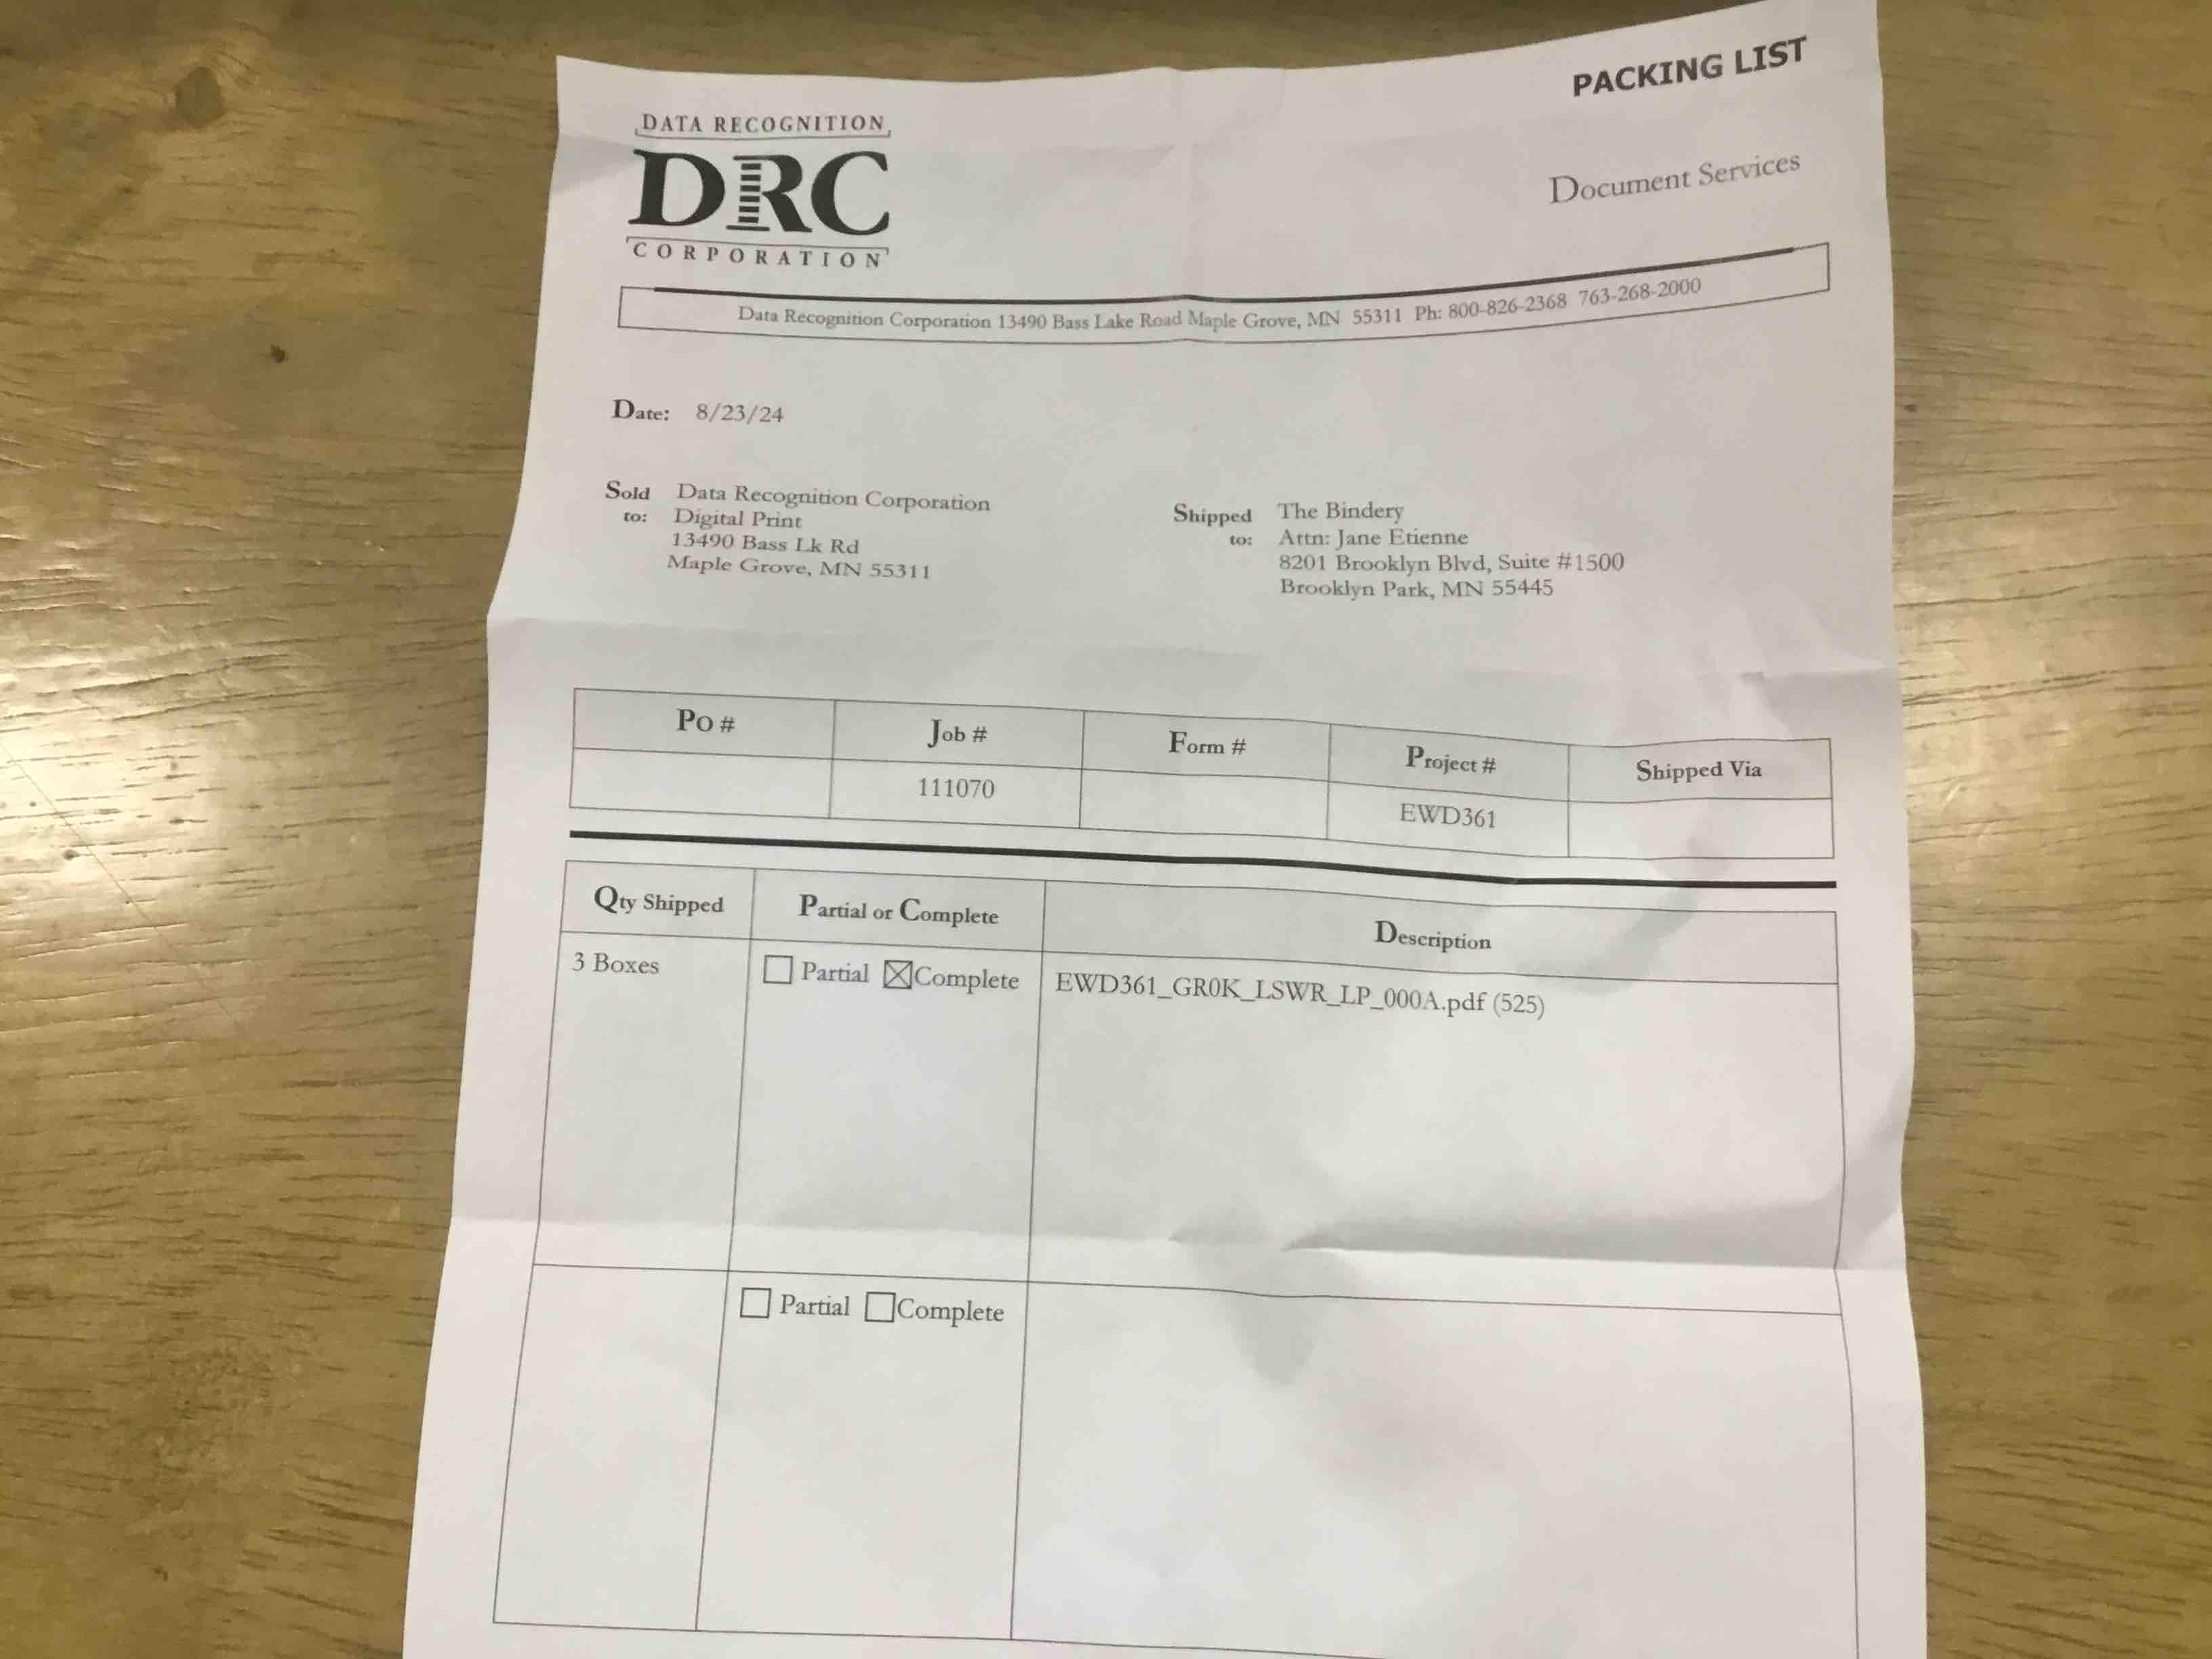 PACKING LIST
DATA RECOGNITION
DRC
CORPORATION
Document Services
Data Recognition Corporation 13490 Bass Lake Road Maple Grove, MN 55311 Ph: 800-826-2368 763-268-2000
Date: 8/23/24
Sold to: Data Recognition Corporation
Digital Print
13490 Bass Lk Rd
Maple Grove, MN 55311
Shipped to: The Bindery
Attn: Jane Etienne
8201 Brooklyn Blvd, Suite #1500
Brooklyn Park, MN 55445
PO # Job # Form # Project # Shipped Via
111070 EWD361
Qty Shipped Partial or Complete Description
3 Boxes ☐ Partial ☒ Complete EWD361_GR0K_LSWR_LP_000A.pdf (525)
☐ Partial ☐ Complete